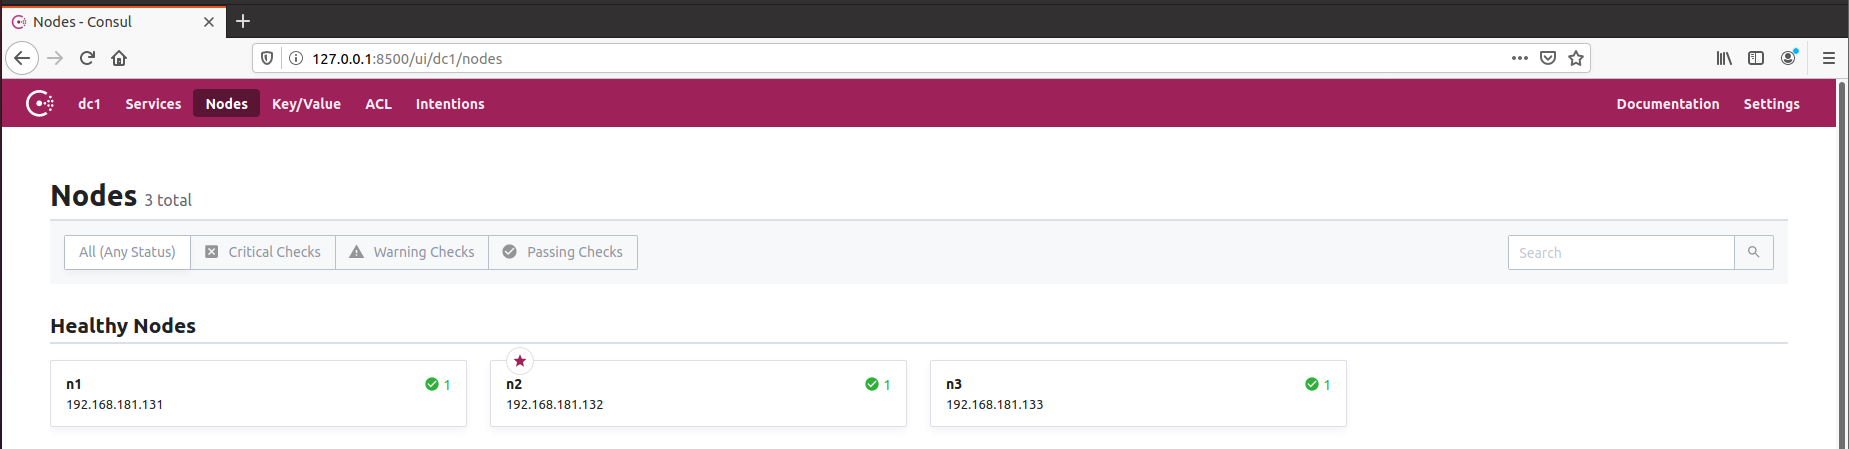 Nodes - Consul
127.0.0.1:8500/ui/dc1/nodes
dc1 Services Nodes Key/Value ACL Intentions Documentation Settings
Nodes 3 total
All (Any Status) Critical Checks Warning Checks Passing Checks Search
Healthy Nodes
n1 1 n2 1 n3 1
192.168.181.131 192.168.181.132 192.168.181.133